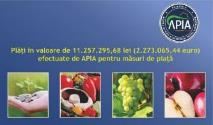 APIA
Plăți în valoare de 11.257.295,68 lei (2.273.065,44 euro)
efectuate de APIA pentru măsuri de piață